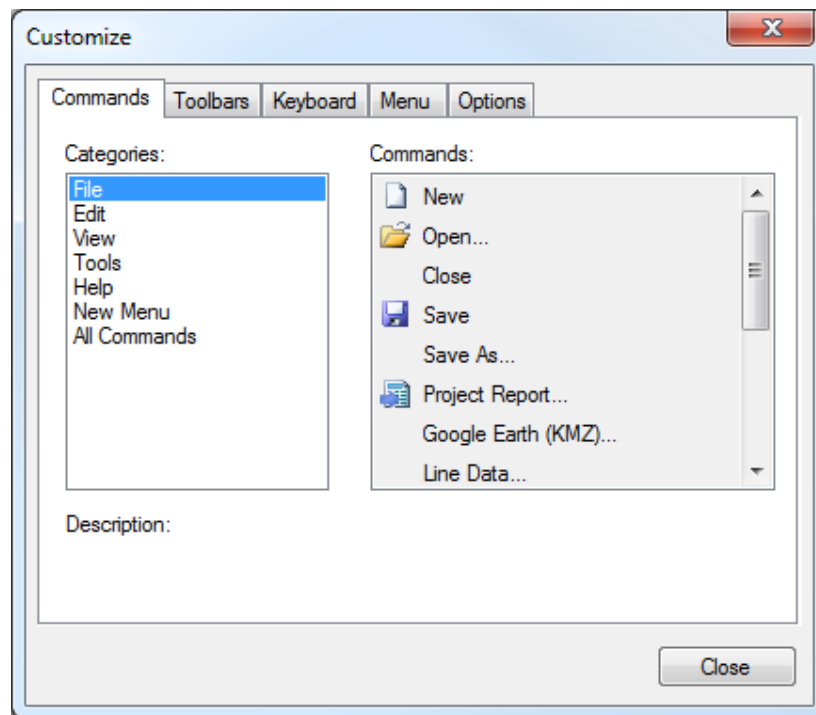 Customize
Commands Toolbars Keyboard Menu Options
Categories:
File
Edit
View
Tools
Help
New Menu
All Commands
Commands:
New
Open...
Close
Save
Save As...
Project Report...
Google Earth (KMZ)...
Line Data...
Description:
Close